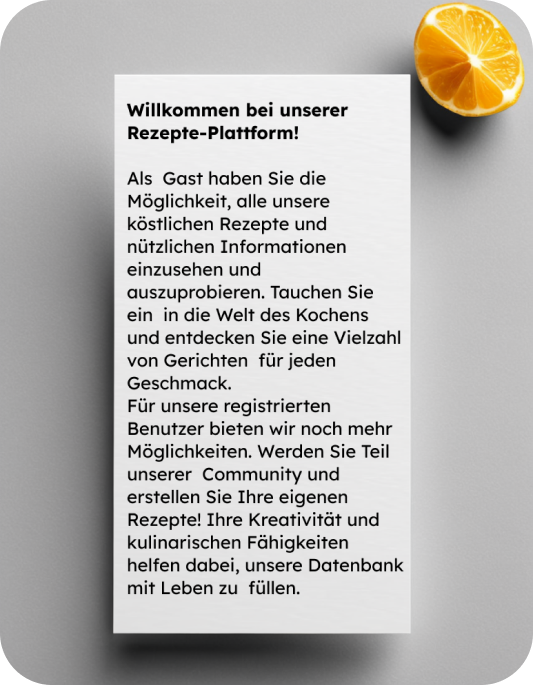 Willkommen bei unserer
Rezepte-Plattform!
Als  Gast haben Sie die
Möglichkeit, alle unsere
köstlichen Rezepte und
nützlichen Informationen
einzusehen und
auszuprobieren. Tauchen Sie
ein  in die Welt des Kochens
und entdecken Sie eine Vielzahl
von Gerichten  für jeden
Geschmack.
Für unsere registrierten
Benutzer bieten wir noch mehr
Möglichkeiten. Werden Sie Teil
unserer  Community und
erstellen Sie Ihre eigenen
Rezepte! Ihre Kreativität und
kulinarischen Fähigkeiten
helfen dabei, unsere Datenbank
mit Leben zu  füllen.